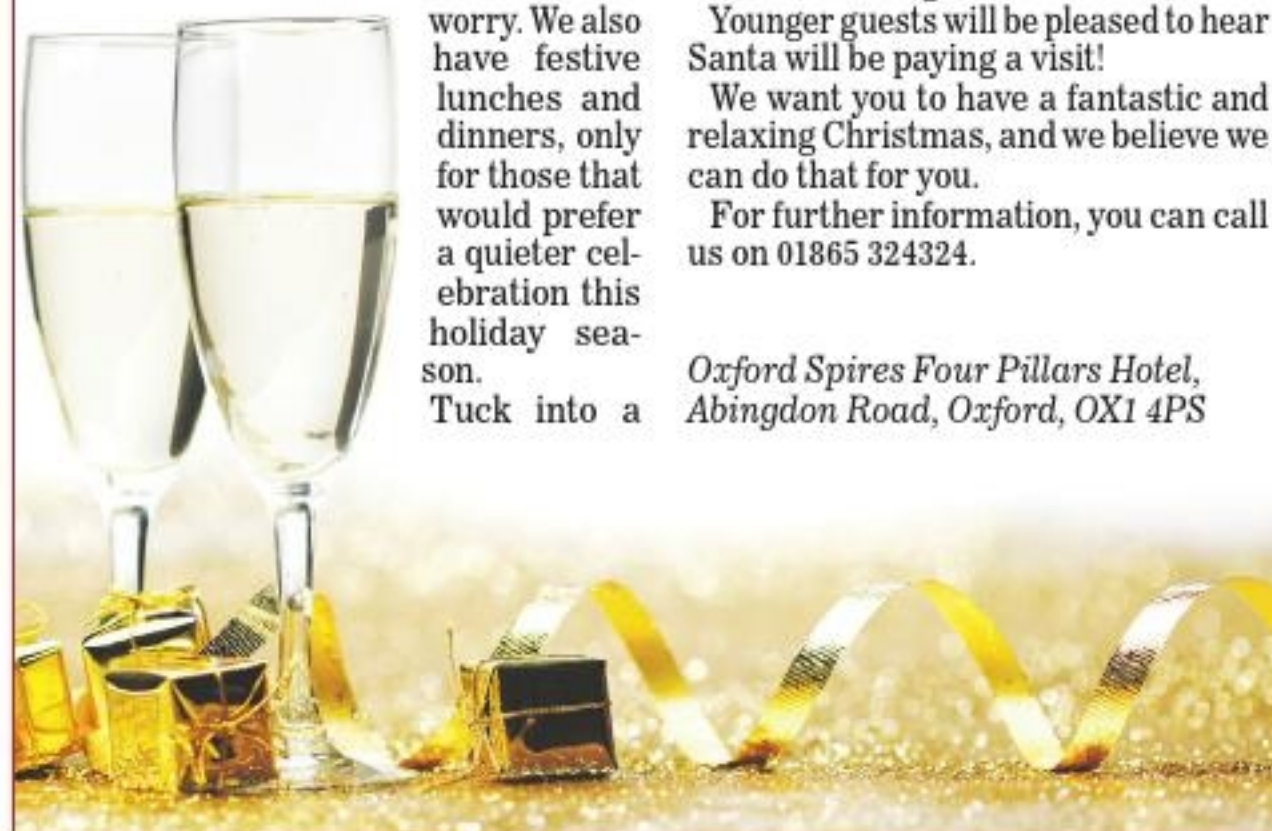 worry. We also
have festive
lunches and
dinners, only
for those that
would prefer
a quieter cel-
ebration this
holiday sea-
son.
Tuck into a
Younger guests will be pleased to hear
Santa will be paying a visit!
We want you to have a fantastic and
relaxing Christmas, and we believe we
can do that for you.
For further information, you can call
us on 01865 324324.
Oxford Spires Four Pillars Hotel,
Abingdon Road, Oxford, OX1 4PS